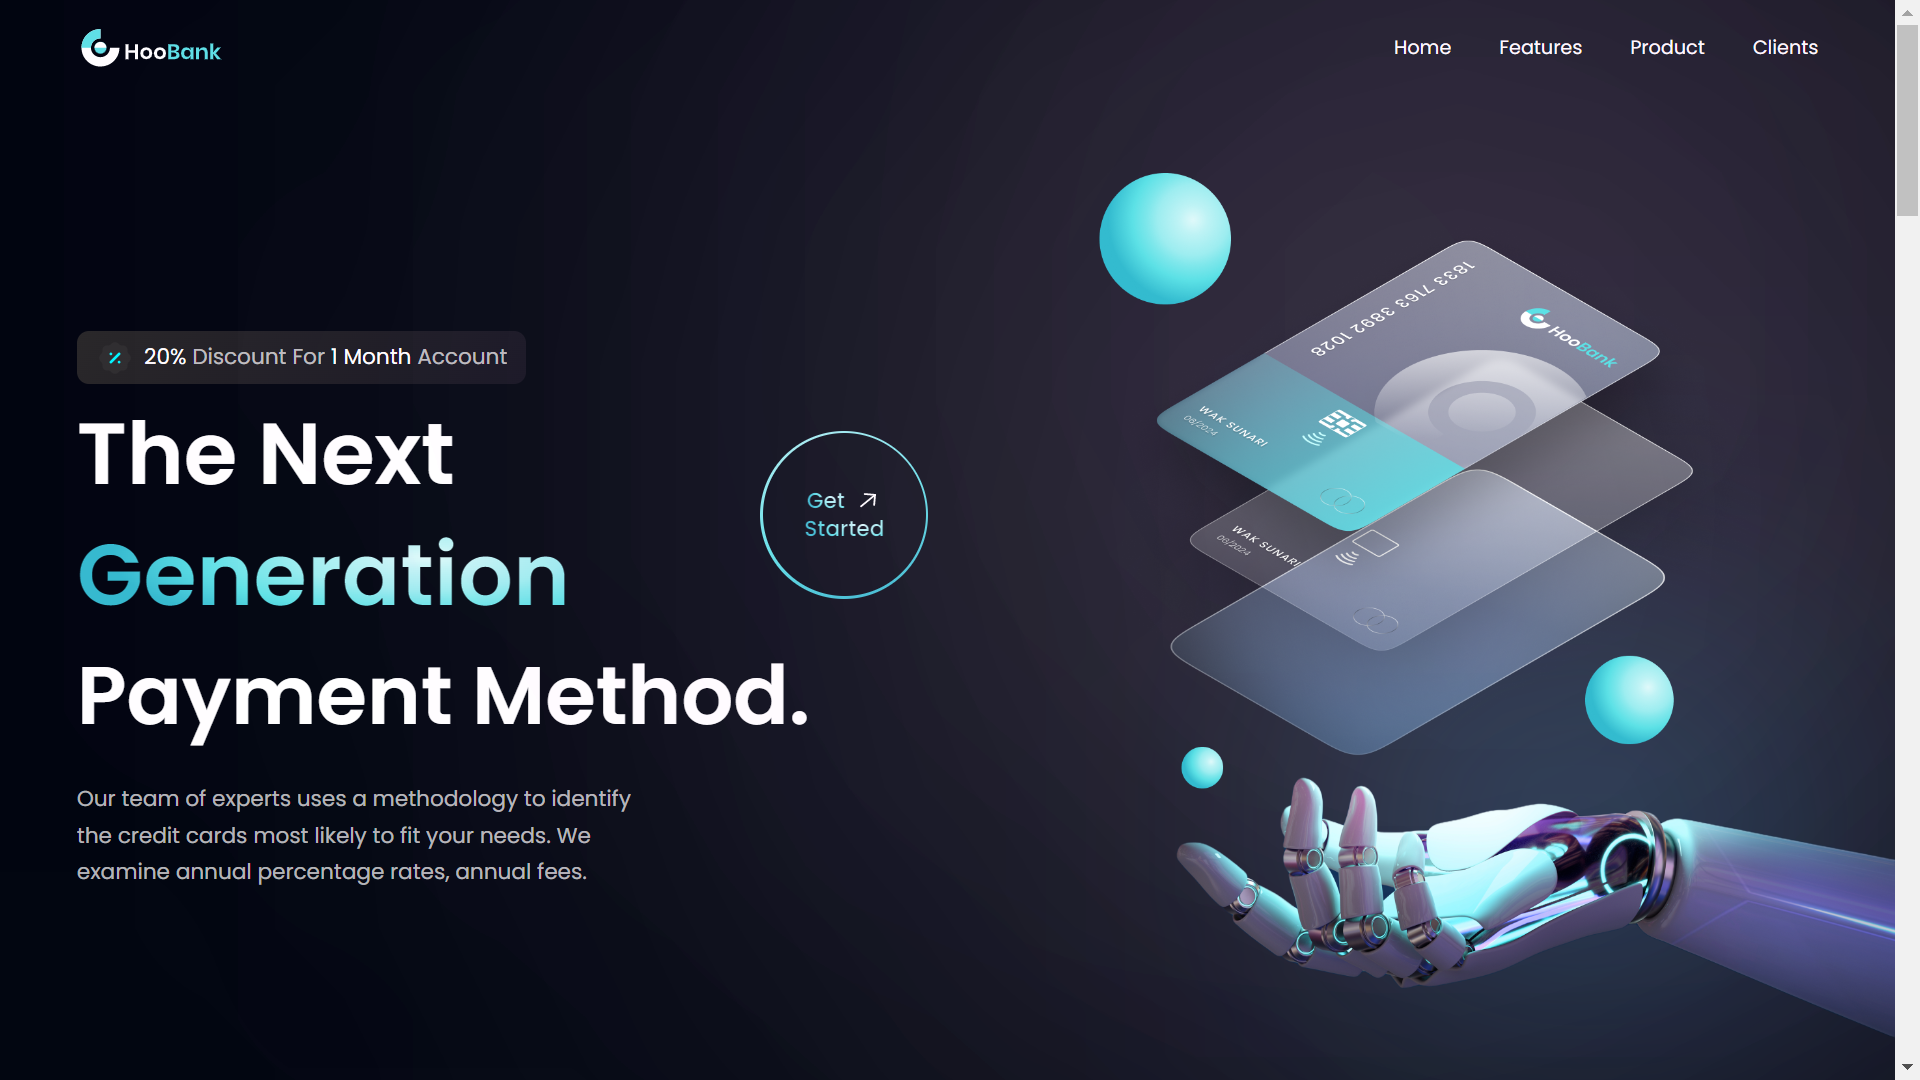 HooBank
Home
Features
Product
Clients
20% Discount For 1 Month Account
The Next
Generation
Payment Method.
Get
Started
Our team of experts uses a methodology to identify
the credit cards most likely to fit your needs. We
examine annual percentage rates, annual fees.
1833 7163 3892 1028
HooBank
WAK SUNARI
08/2024
WAK SUNARI
08/2024